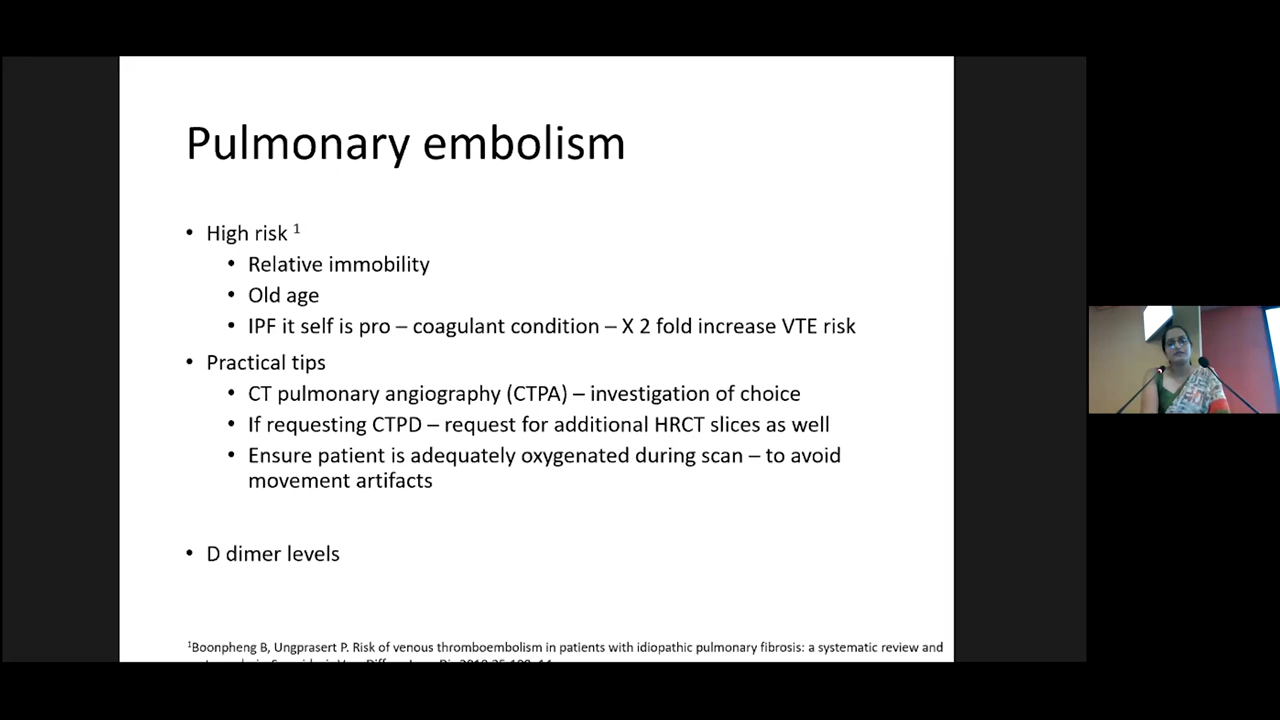 Pulmonary embolism
• High risk ¹
• Relative immobility
• Old age
• IPF it self is pro – coagulant condition – X 2 fold increase VTE risk
• Practical tips
• CT pulmonary angiography (CTPA) – investigation of choice
• If requesting CTPD – request for additional HRCT slices as well
• Ensure patient is adequately oxygenated during scan – to avoid
movement artifacts
• D dimer levels
¹Boonpheng B, Ungprasert P. Risk of venous thromboembolism in patients with idiopathic pulmonary fibrosis: a systematic review and